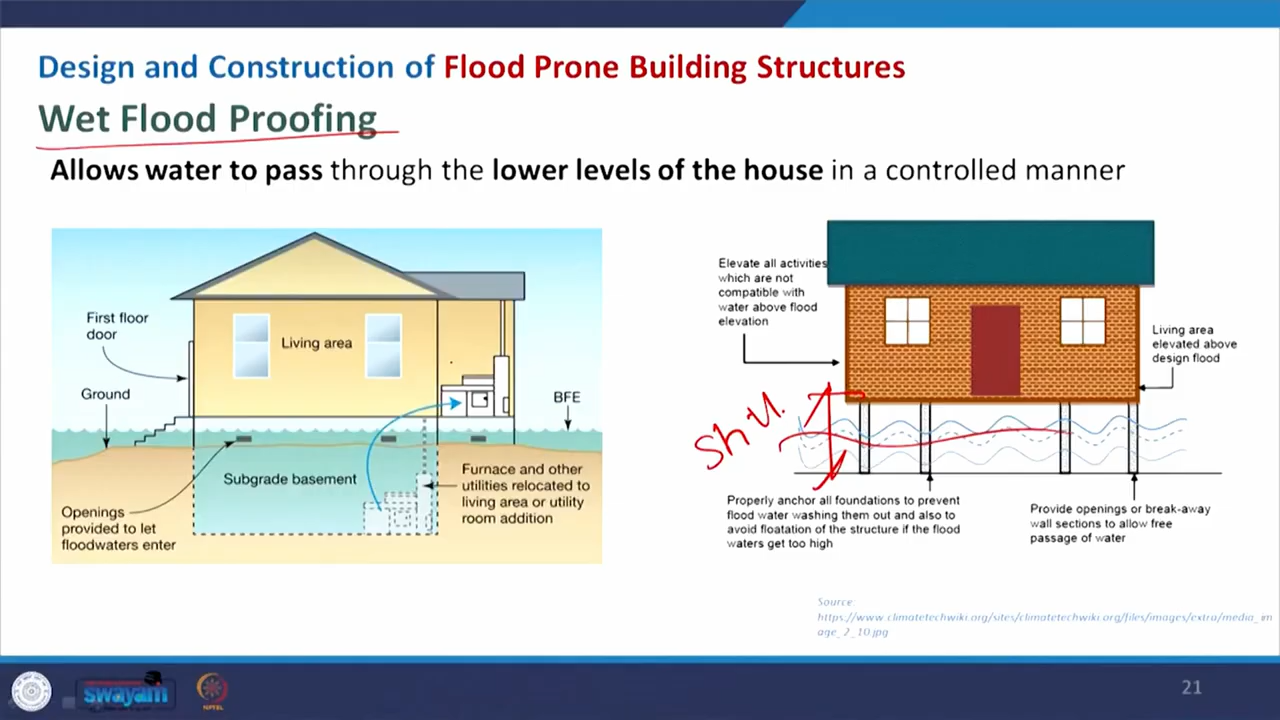 Design and Construction of Flood Prone Building Structures
Wet Flood Proofing
Allows water to pass through the lower levels of the house in a controlled manner
First floor
door
Living area
Ground
BFE
Subgrade basement
Furnace and other
utilities relocated to
living area or utility
room addition
Openings
provided to let
floodwaters enter
Elevate all activities
which are not
compatible with
water above flood
elevation
Living area
elevated above
design flood
Properly anchor all foundations to prevent
flood water washing them out and also to
avoid floatation of the structure if the flood
waters get too high
Provide openings or break-away
wall sections to allow free
passage of water
Source:
https://www.climatetechwiki.org/sites/climatetechwiki.org/files/images/extra/media_im
age_2_10.jpg
swayam
NPTEL
21